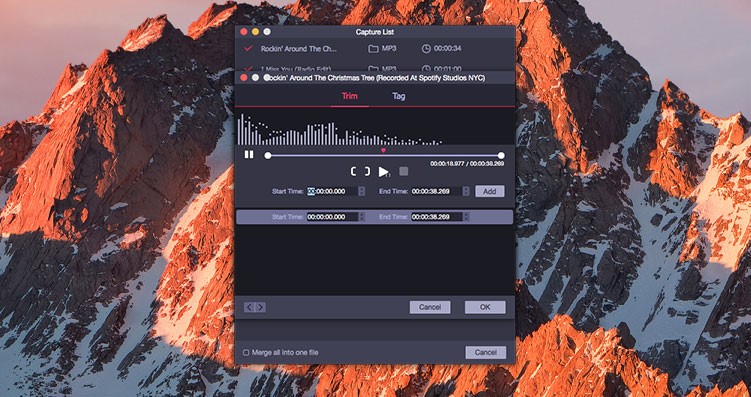 Capture List
Rockin' Around The Ch... MP3 00:00:34
1 Miss You (Radio Edit) MP3 00:01:00
Rockin' Around The Christmas Tree (Recorded At Spotify Studios NYC)
Trim Tag
00:00:18.977 / 00:00:38.269
Start Time: 00:00:00.000 End Time: 00:00:38.269 Add
Start Time: 00:00:00.000 End Time: 00:00:38.269
Cancel OK
Merge all into one file Cancel